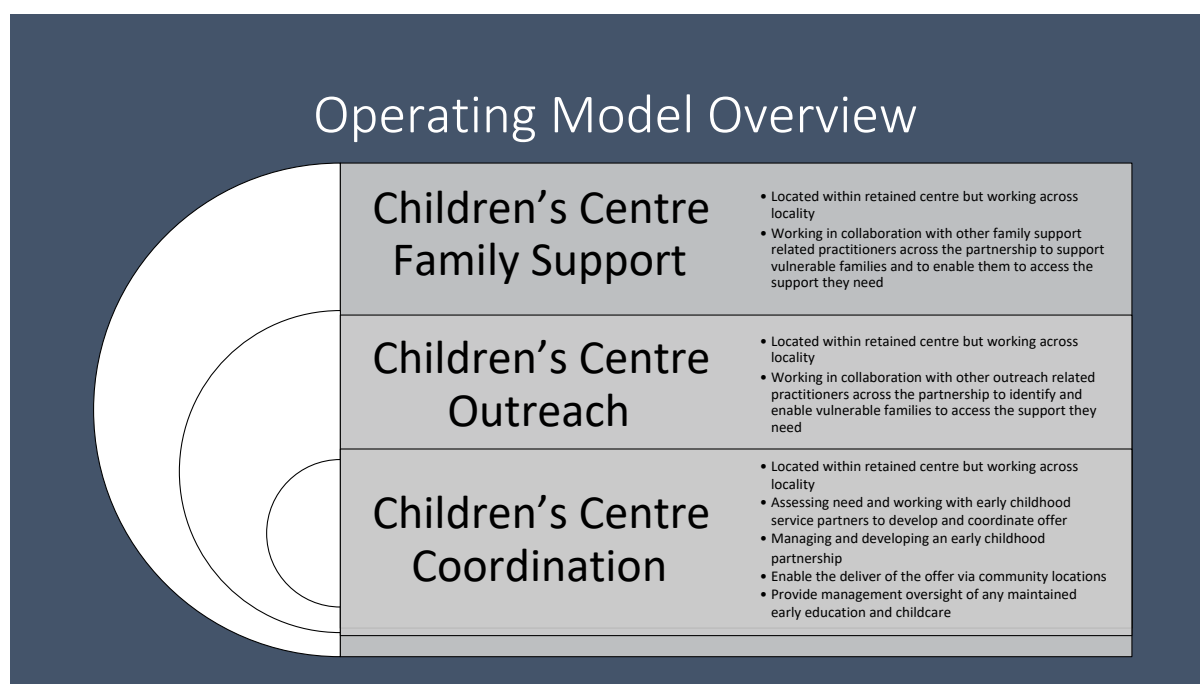 Operating Model Overview
Children’s Centre
Family Support
• Located within retained centre but working across
locality
• Working in collaboration with other family support
related practitioners across the partnership to support
vulnerable families and to enable them to access the
support they need
Children’s Centre
Outreach
• Located within retained centre but working across
locality
• Working in collaboration with other outreach related
practitioners across the partnership to identify and
enable vulnerable families to access the support they
need
Children’s Centre
Coordination
• Located within retained centre but working across
locality
• Assessing need and working with early childhood
service partners to develop and coordinate offer
• Managing and developing an early childhood
partnership
• Enable the deliver of the offer via community locations
• Provide management oversight of any maintained
early education and childcare